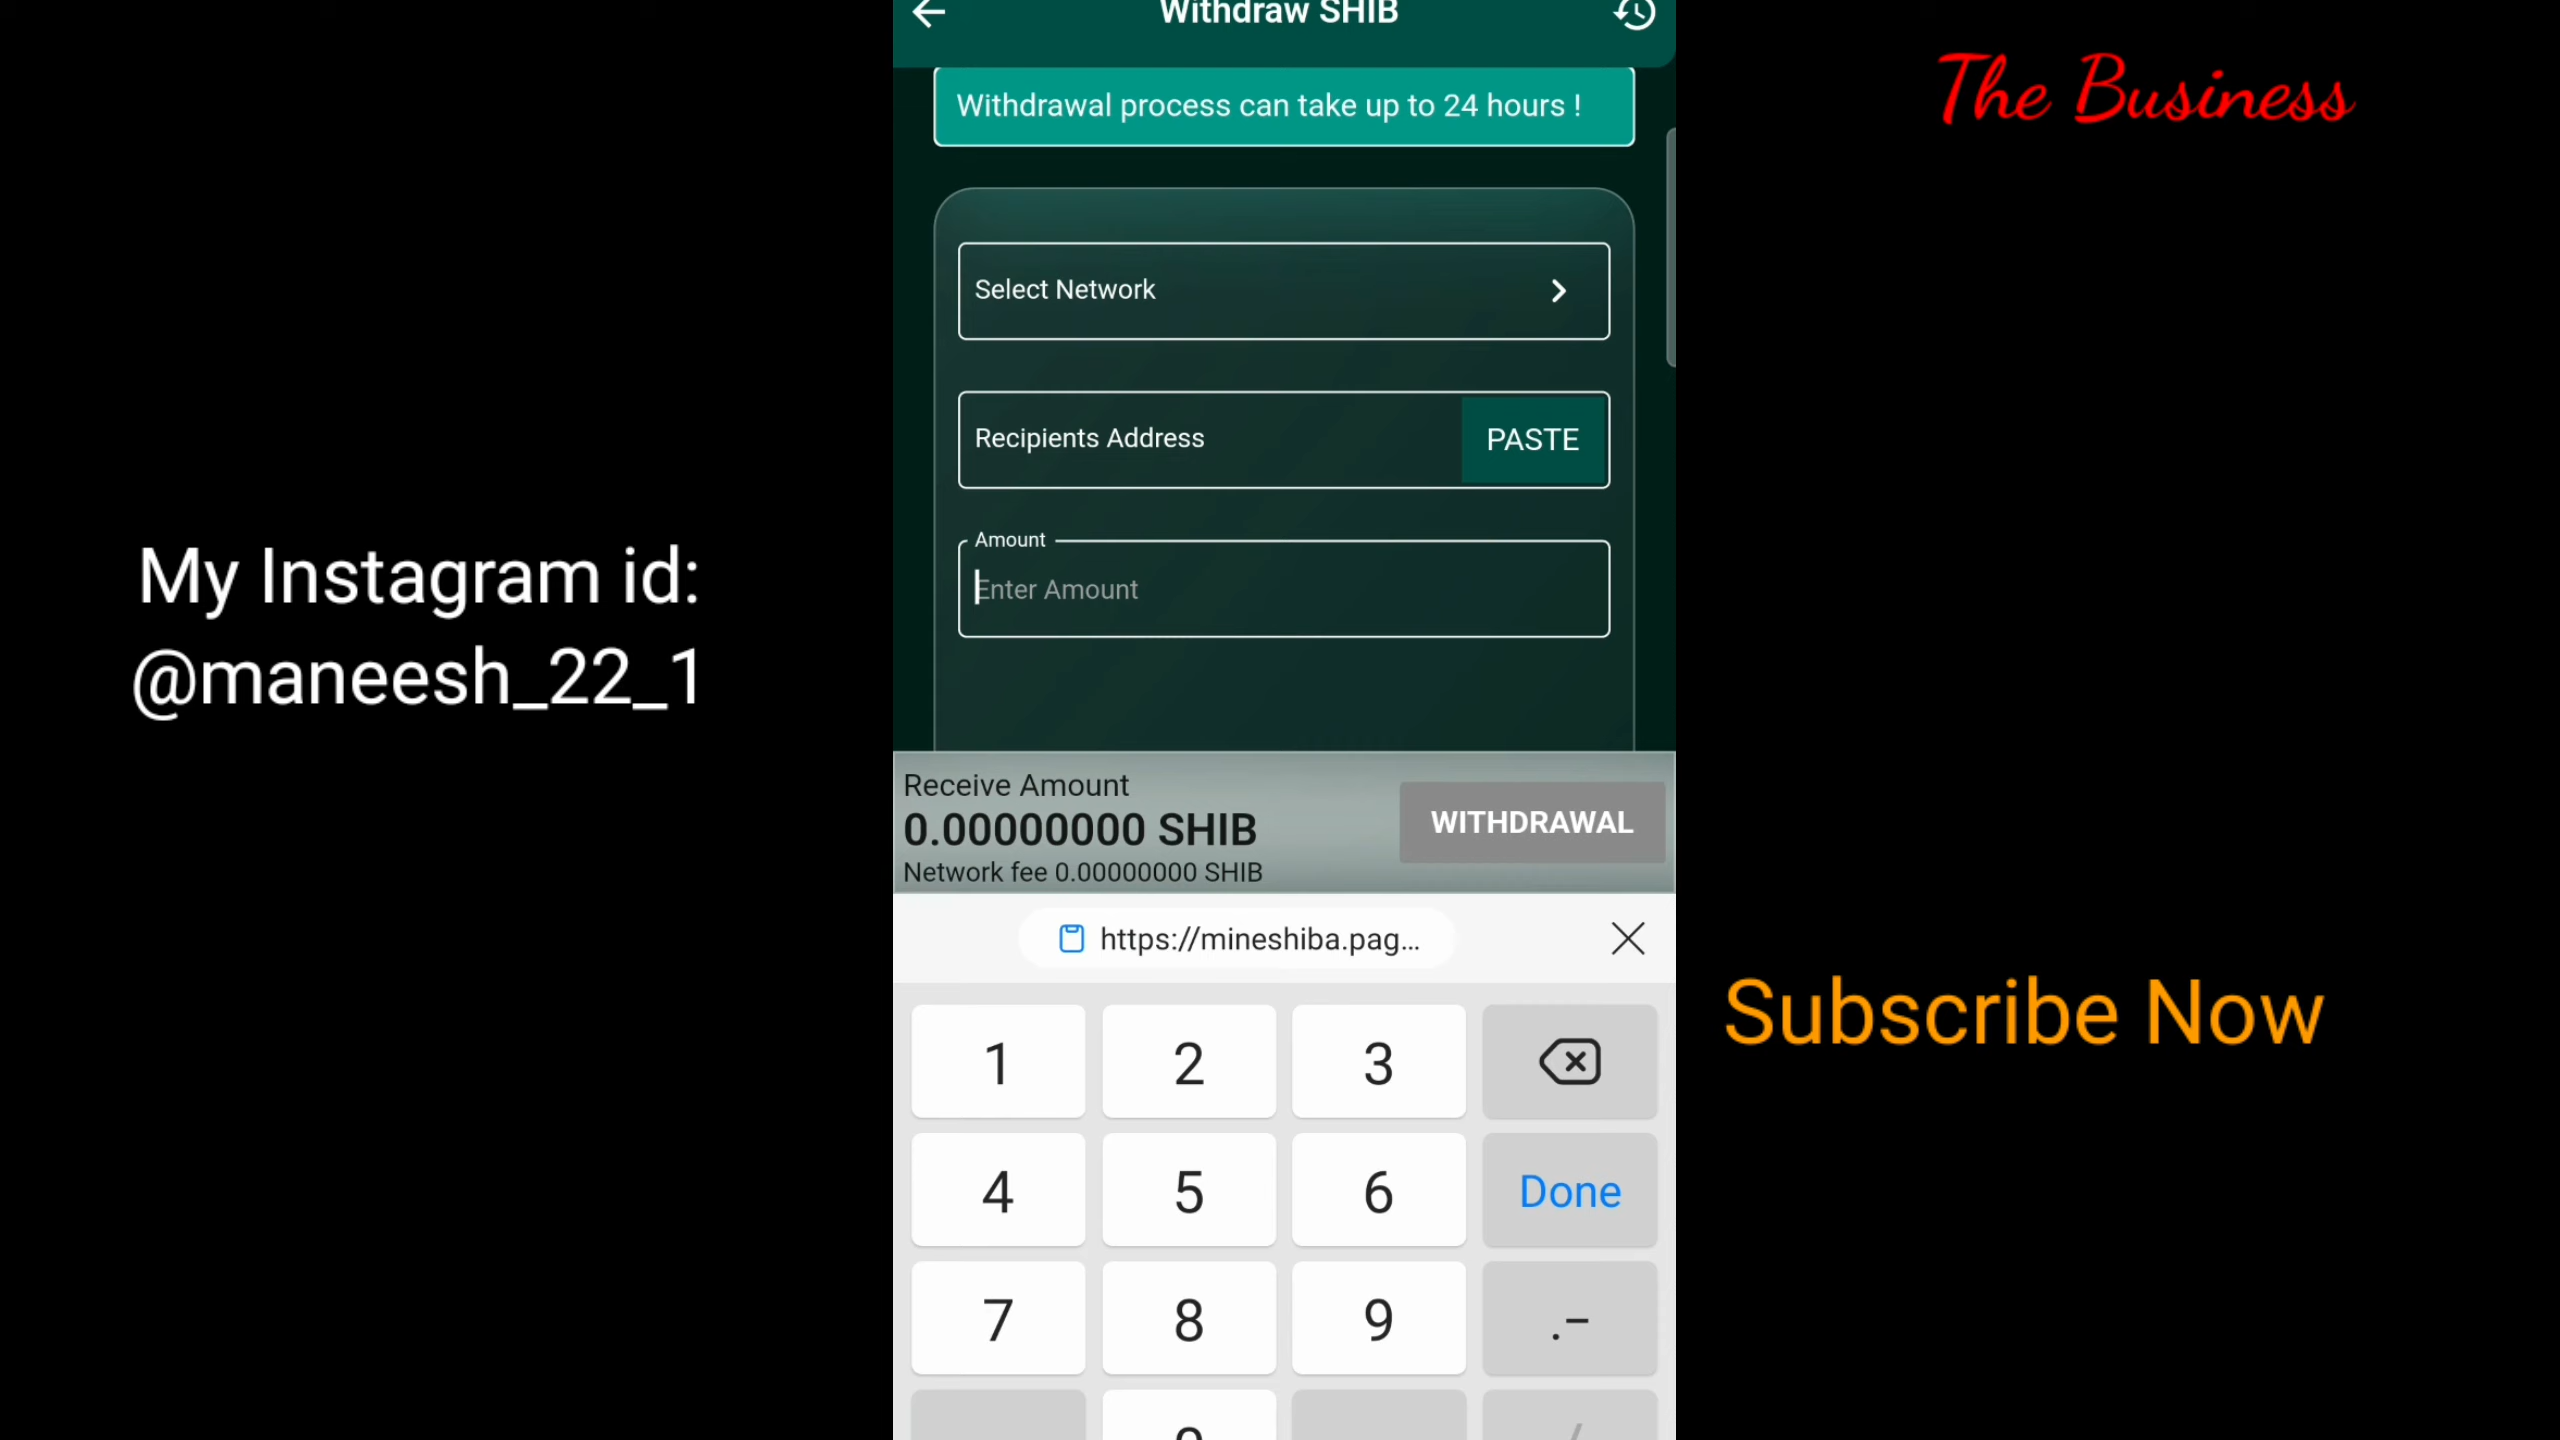 Withdraw SHIB
The Business
Withdrawal process can take up to 24 hours !
Select Network
Recipients Address
PASTE
Amount
Enter Amount
My Instagram id:
@maneesh_22_1
Receive Amount
0.00000000 SHIB
Network fee 0.00000000 SHIB
WITHDRAWAL
https://mineshiba.pag...
Subscribe Now
1 2 3
4 5 6 Done
7 8 9 .-